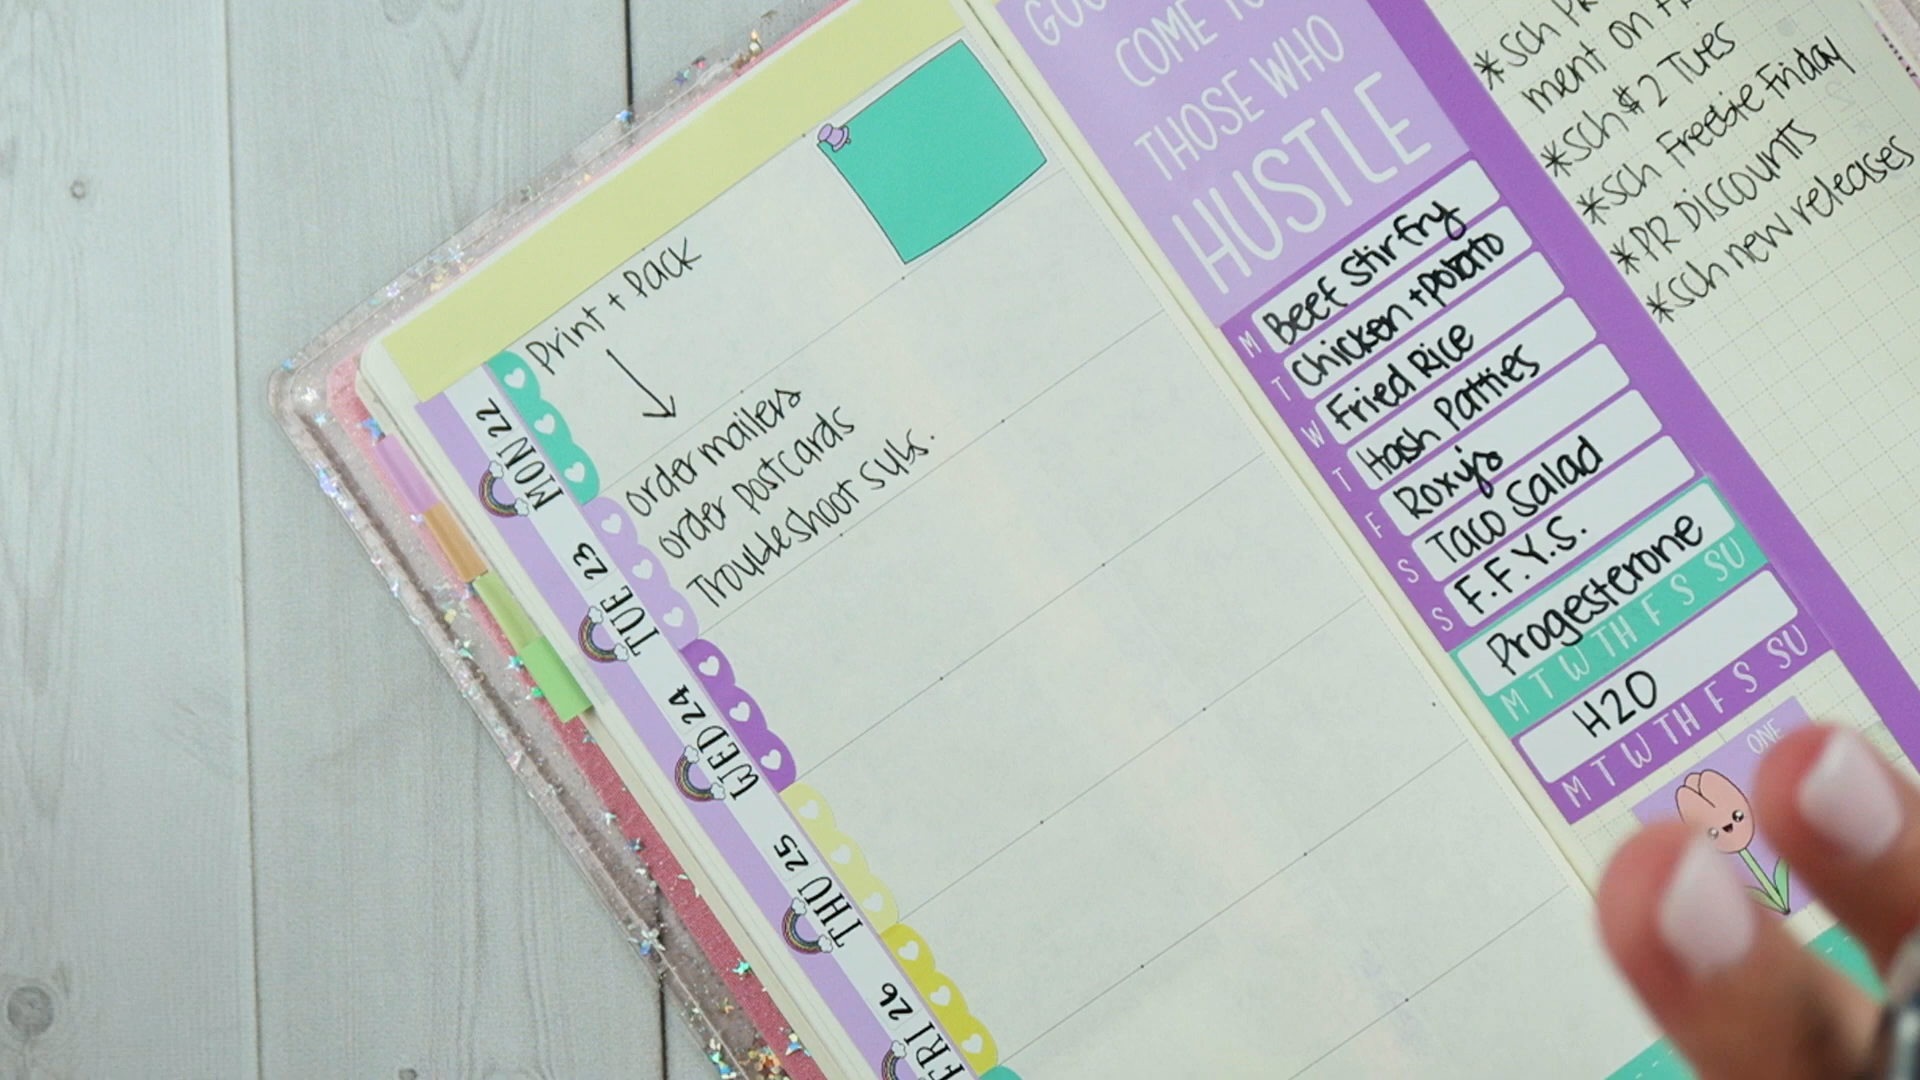 MON 22
Print + Pack
TUE 23
order mailers
order postcards
Troubleshoot subs.
WED 24
THU 25
FRI 26
COME
THOSE WHO
HUSTLE
M Beef Stir Fry
T Chicken + potato
W Fried Rice
T Hash Patties
F Roxy's
S Taco Salad
S F.F.Y.S.
Progesterone
M T W TH F S SU
H2O
M T W TH F S SU
ONE
*sch PR
ment on
*sch $2 Tues
*sch Freebie Friday
*PR Discounts
*sch new releases